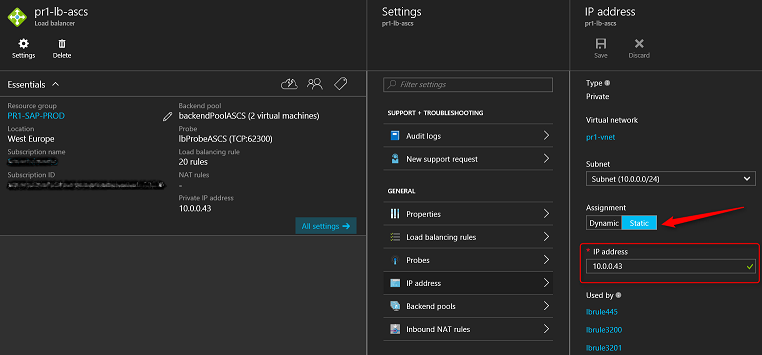 pr1-lb-ascs
Load balancer
Settings
Delete
Essentials
Resource group
PR1-SAP-PROD
Location
West Europe
Subscription name
Subscription ID
Backend pool
backendPoolASCS (2 virtual machines)
Probe
lbProbeASCS (TCP:62300)
Load balancing rule
20 rules
NAT rules
-
Private IP address
10.0.0.43
All settings →
Settings
pr1-lb-ascs
Filter settings
SUPPORT + TROUBLESHOOTING
Audit logs
New support request
GENERAL
Properties
Load balancing rules
Probes
IP address
Backend pools
Inbound NAT rules
IP address
pr1-lb-ascs
Save
Discard
Type
Private
Virtual network
pr1-vnet
Subnet
Subnet (10.0.0.0/24)
Assignment
Dynamic
Static
* IP address
10.0.0.43
Used by
lbrule445
lbrule3200
lbrule3201